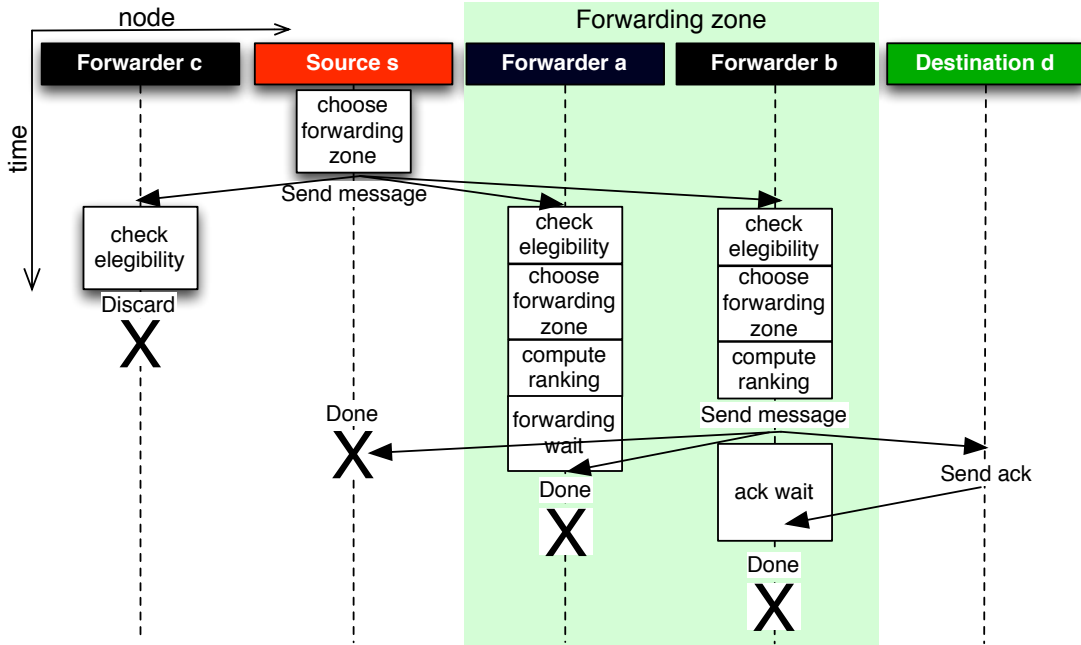 node
Forwarding zone
time
Forwarder c
Source s
Forwarder a
Forwarder b
Destination d
choose
forwarding
zone
Send message
check
elegibility
Discard
X
check
elegibility
choose
forwarding
zone
compute
ranking
forwarding
wait
check
elegibility
choose
forwarding
zone
compute
ranking
Send message
Done
X
Done
X
ack wait
Send ack
Done
X